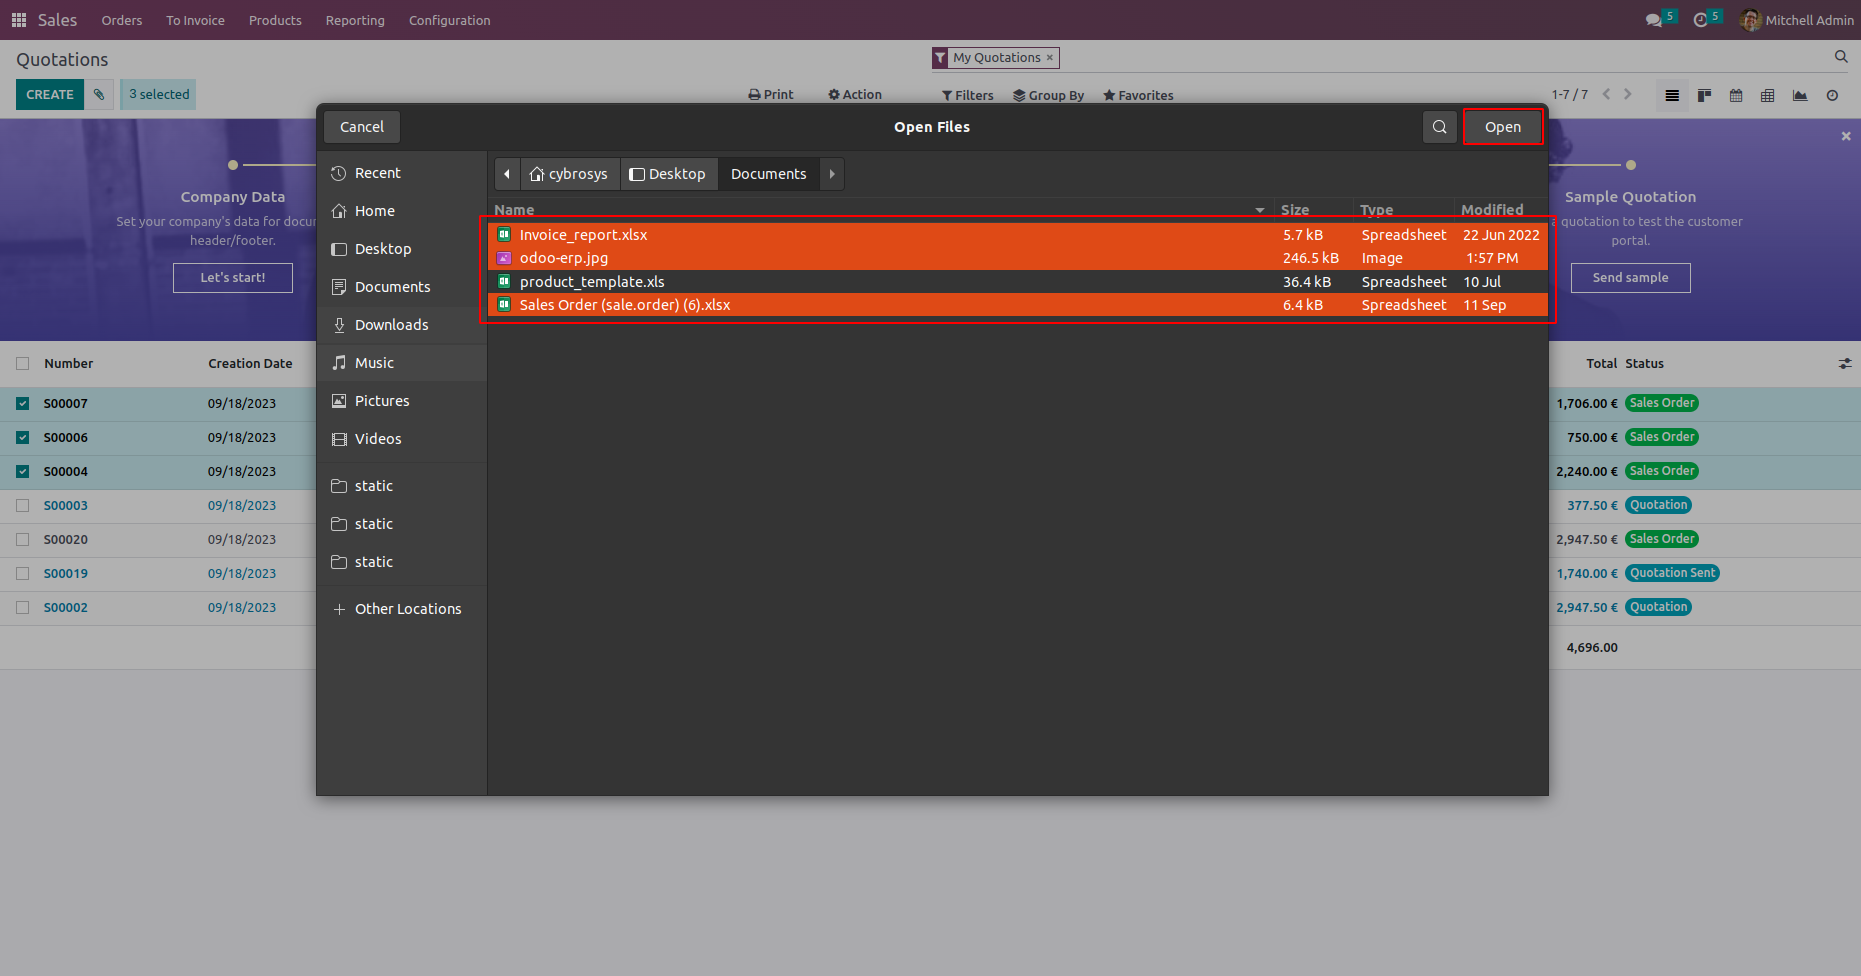 Sales Orders To Invoice Products Reporting Configuration 5 5 Mitchell Admin
Quotations My Quotations ×
CREATE 3 selected Print Action Filters Group By Favorites 1-7 / 7
Cancel Open Files Open
Recent
Home
Desktop
Documents
Downloads
Music
Pictures
Videos
static
static
static
Other Locations
cybrosys Desktop Documents
Name Size Type Modified
Invoice_report.xlsx 5.7 kB Spreadsheet 22 Jun 2022
odoo-erp.jpg 246.5 kB Image 1:57 PM
product_template.xls 36.4 kB Spreadsheet 10 Jul
Sales Order (sale.order) (6).xlsx 6.4 kB Spreadsheet 11 Sep
Company Data
Set your company's data for docu
header/footer.
Let's start!
Sample Quotation
a quotation to test the customer
portal.
Send sample
Number Creation Date Total Status
S00007 09/18/2023 1,706.00 € Sales Order
S00006 09/18/2023 750.00 € Sales Order
S00004 09/18/2023 2,240.00 € Sales Order
S00003 09/18/2023 377.50 € Quotation
S00020 09/18/2023 2,947.50 € Sales Order
S00019 09/18/2023 1,740.00 € Quotation Sent
S00002 09/18/2023 2,947.50 € Quotation
4,696.00